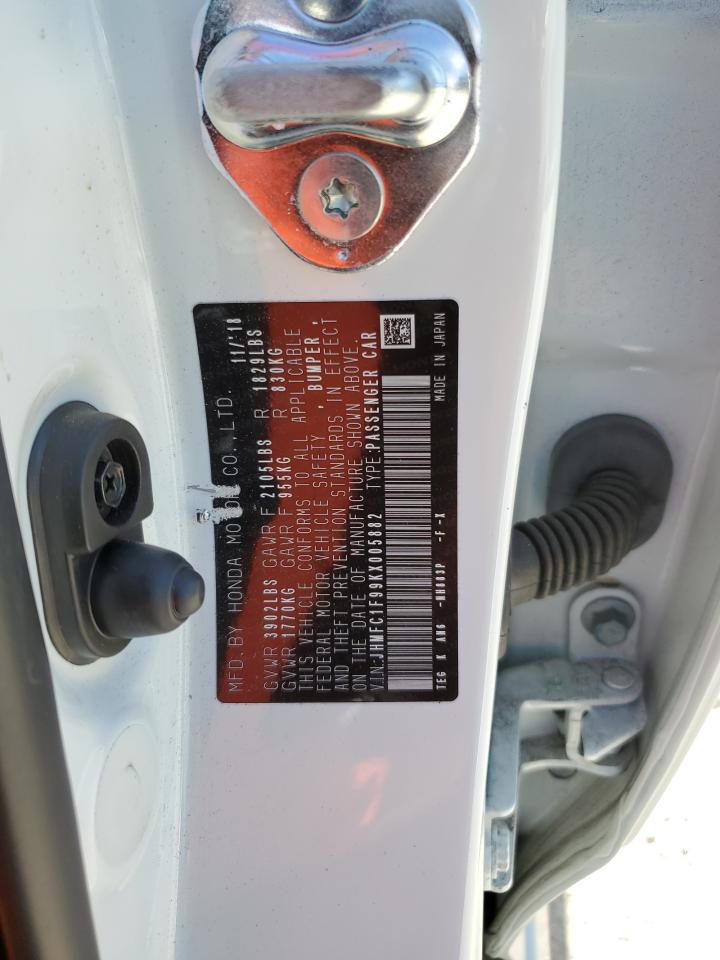 MFD. BY HONDA MOTOR CO., LTD. 11/'18
GVWR 3902LBS GAWR F 2105LBS R 1829LBS
GVWR 1770KG GAWR F 955KG R 830KG
THIS VEHICLE CONFORMS TO ALL APPLICABLE
FEDERAL MOTOR VEHICLE SAFETY, BUMPER,
AND THEFT PREVENTION STANDARDS IN EFFECT
ON THE DATE OF MANUFACTURE SHOWN ABOVE.
V.I.N:JHMFC1F99KX005882 TYPE:PASSENGER CAR
TEG K AN6 -NH883P -F-X MADE IN JAPAN